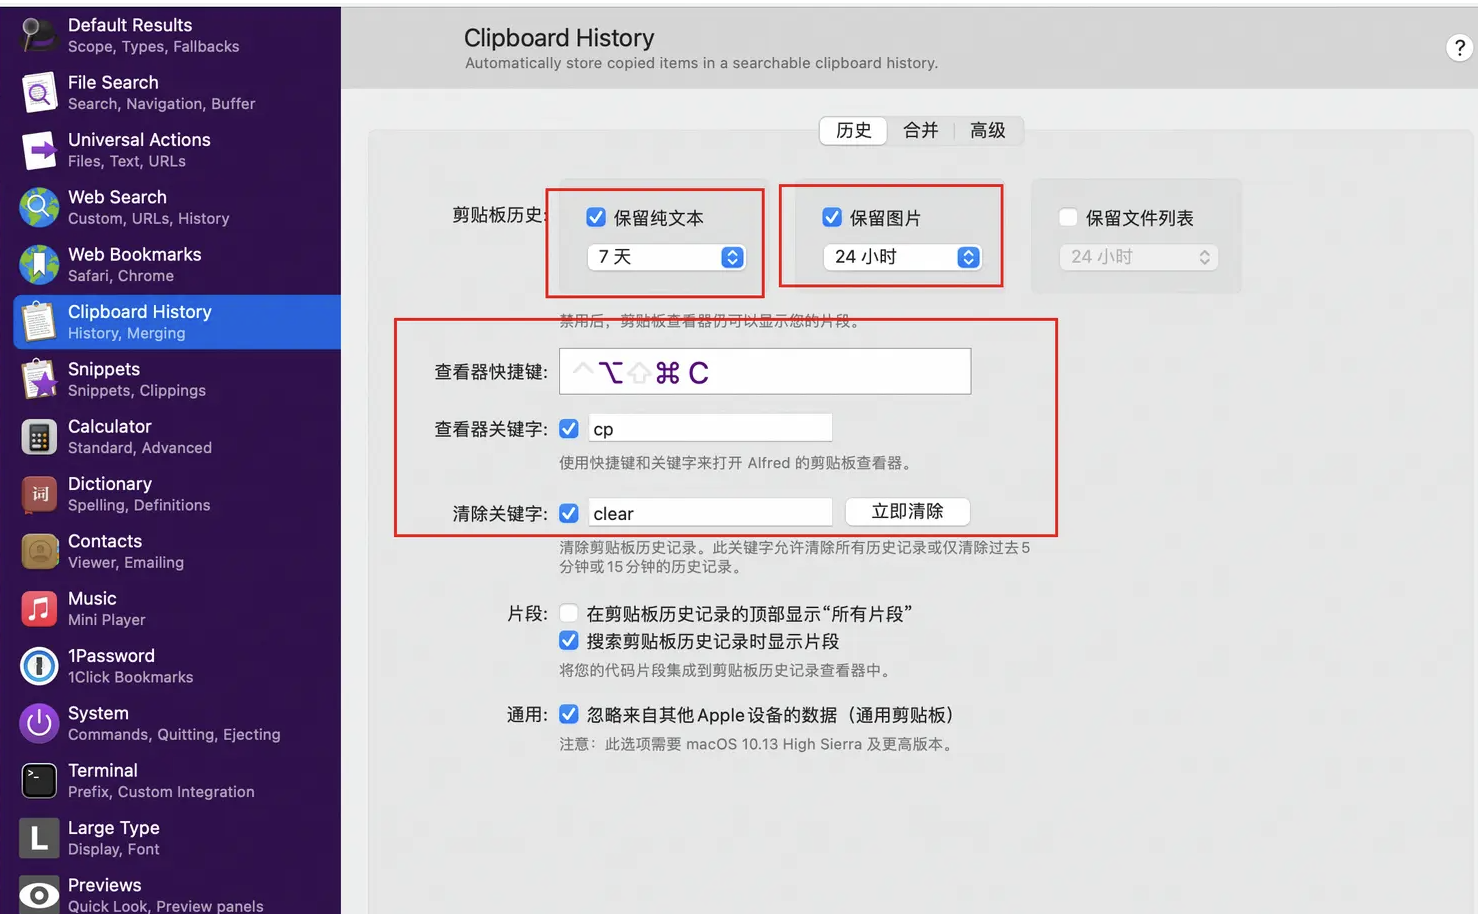 Default Results
Scope, Types, Fallbacks
File Search
Search, Navigation, Buffer
Universal Actions
Files, Text, URLs
Web Search
Custom, URLs, History
Web Bookmarks
Safari, Chrome
Clipboard History
History, Merging
Snippets
Snippets, Clippings
Calculator
Standard, Advanced
词
Dictionary
Spelling, Definitions
Contacts
Viewer, Emailing
Music
Mini Player
1Password
1Click Bookmarks
System
Commands, Quitting, Ejecting
>_
Terminal
Prefix, Custom Integration
L
Large Type
Display, Font
Previews
Quick Look, Preview panels
Clipboard History
Automatically store copied items in a searchable clipboard history.
?
历史 合并 高级
剪贴板历史: 保留纯文本 保留图片 保留文件列表
7 天 24 小时 24 小时
禁用后，剪贴板查看器仍可以显示您的片段。
查看器快捷键: ^⌥⇧⌘ C
查看器关键字: cp
使用快捷键和关键字来打开 Alfred 的剪贴板查看器。
清除关键字: clear 立即清除
清除剪贴板历史记录。此关键字允许清除所有历史记录或仅清除过去 5
分钟或 15 分钟的历史记录。
片段: 在剪贴板历史记录的顶部显示“所有片段”
搜索剪贴板历史记录时显示片段
将您的代码片段集成到剪贴板历史记录查看器中。
通用: 忽略来自其他 Apple 设备的数据（通用剪贴板）
注意：此选项需要 macOS 10.13 High Sierra 及更高版本。